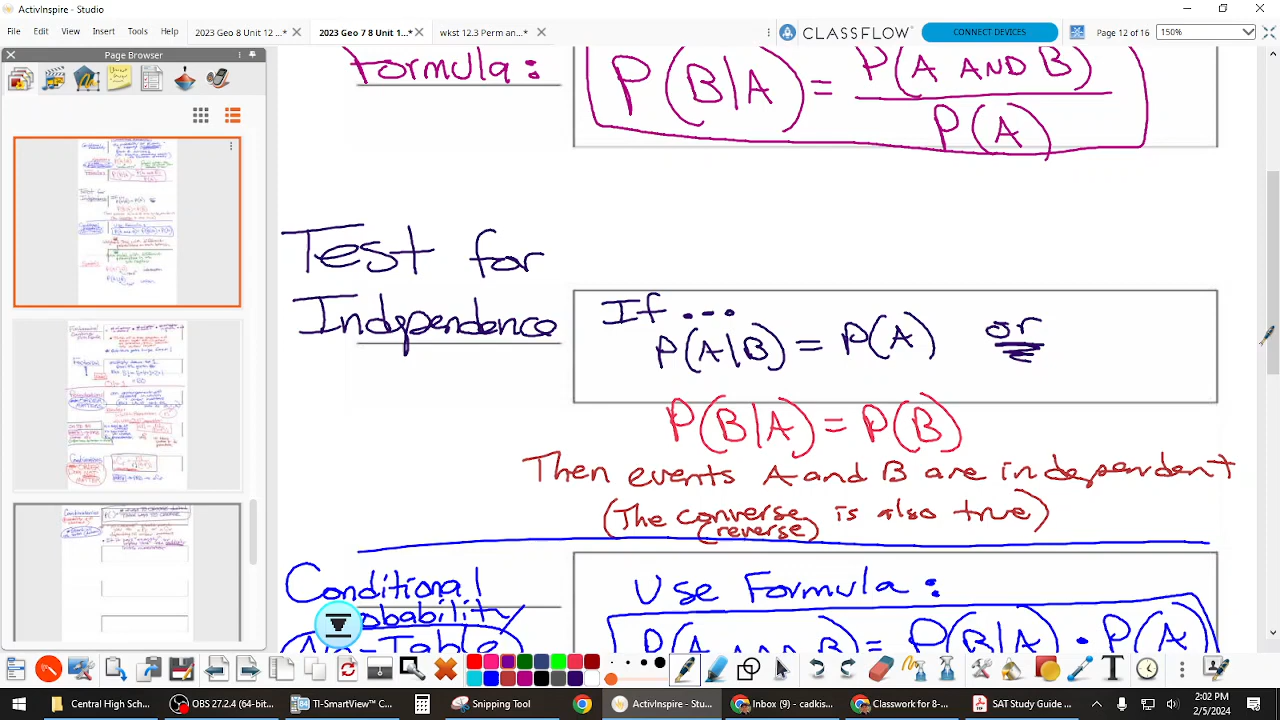 ActivInspire - Studio
File Edit View Insert Tools Help
2023 Geo 8 Unit 12 ...*
2023 Geo 7 8 Unit 1...*
wkst 12.3 Perm an...*
CLASSFLOW
CONNECT DEVICES
Page 12 of 16
150%
Page Browser
Formula:
P(B|A) = P(A AND B)
P(A)
Test for
Independence
If ...
P(A|B) = P(A) or
P(B|A) = P(B)
Then events A and B are independent
(The converse is also true)
(reverse)
Conditional
Probability
Use Formula:
P(A AND B) = P(B|A) · P(A)
Central High School...
OBS 27.2.4 (64-bit...
TI-SmartView™ C...
Snipping Tool
ActivInspire - Stud...
Inbox (9) - cadkis...
Classwork for 8-...
SAT Study Guide ...
2:02 PM
2/5/2024